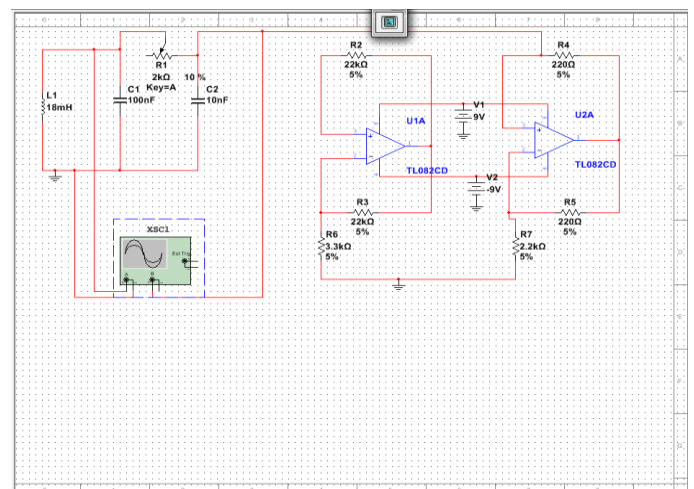 R1
2kΩ
Key=A
10 %
L1
18mH
C1
100nF
C2
10nF
XSC1
Ext Trig
A
B
R2
22kΩ
5%
U1A
TL082CD
R3
22kΩ
5%
R6
3.3kΩ
5%
V1
9V
V2
-9V
R4
220Ω
5%
U2A
TL082CD
R5
220Ω
5%
R7
2.2kΩ
5%